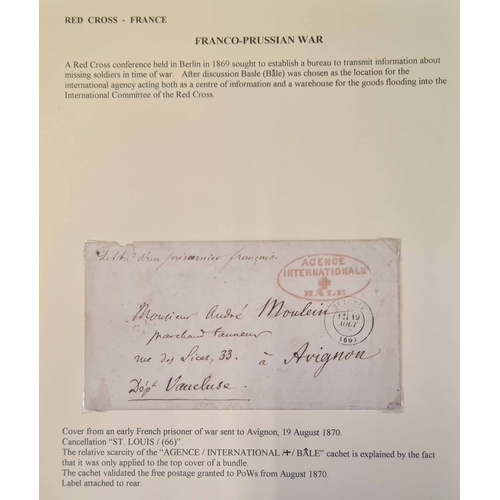 RED CROSS - FRANCE
FRANCO-PRUSSIAN WAR
A Red Cross conference held in Berlin in 1869 sought to establish a bureau to transmit information about
missing soldiers in time of war. After discussion Basle (Bâle) was chosen as the location for the
international agency acting both as a centre of information and a warehouse for the goods flooding into the
International Committee of the Red Cross.
Lettre d'un prisonnier français
AGENCE
INTERNATIONALE
BÂLE
Monsieur André Moulein
marchand tanneur
rue des Lices, 33.
à Avignon
Dépt Vaucluse.
ST LOUIS
19
AOUT
(66)
Cover from an early French prisoner of war sent to Avignon, 19 August 1870.
Cancellation "ST. LOUIS / (66)".
The relative scarcity of the "AGENCE / INTERNATIONAL /+/ BÂLE" cachet is explained by the fact
that it was only applied to the top cover of a bundle.
The cachet validated the free postage granted to PoWs from August 1870.
Label attached to rear.